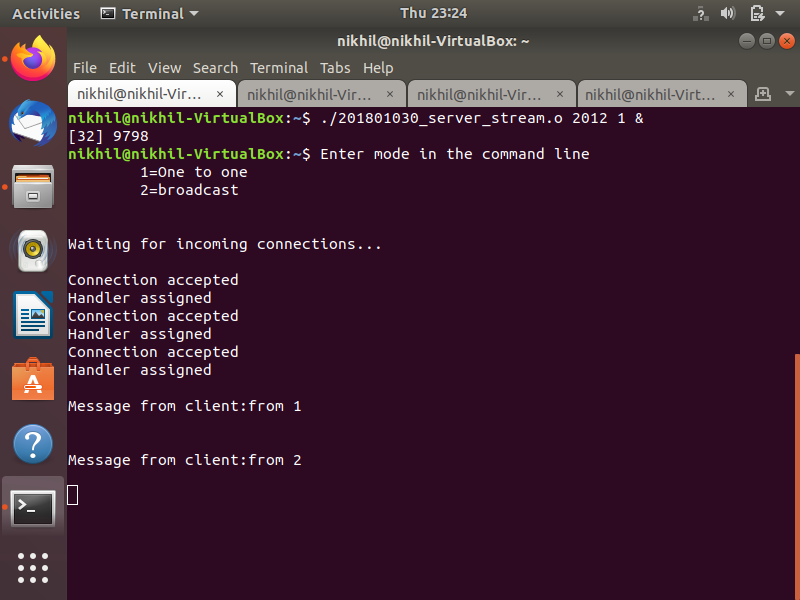 Activities Terminal Thu 23:24
nikhil@nikhil-VirtualBox: ~
File Edit View Search Terminal Tabs Help
nikhil@nikhil-Vir... × nikhil@nikhil-Vir... × nikhil@nikhil-Vir... × nikhil@nikhil-Virt... ×
nikhil@nikhil-VirtualBox:~$ ./201801030_server_stream.o 2012 1 &
[32] 9798
nikhil@nikhil-VirtualBox:~$ Enter mode in the command line
1=One to one
2=broadcast
Waiting for incoming connections...
Connection accepted
Handler assigned
Connection accepted
Handler assigned
Connection accepted
Handler assigned
Message from client:from 1
Message from client:from 2